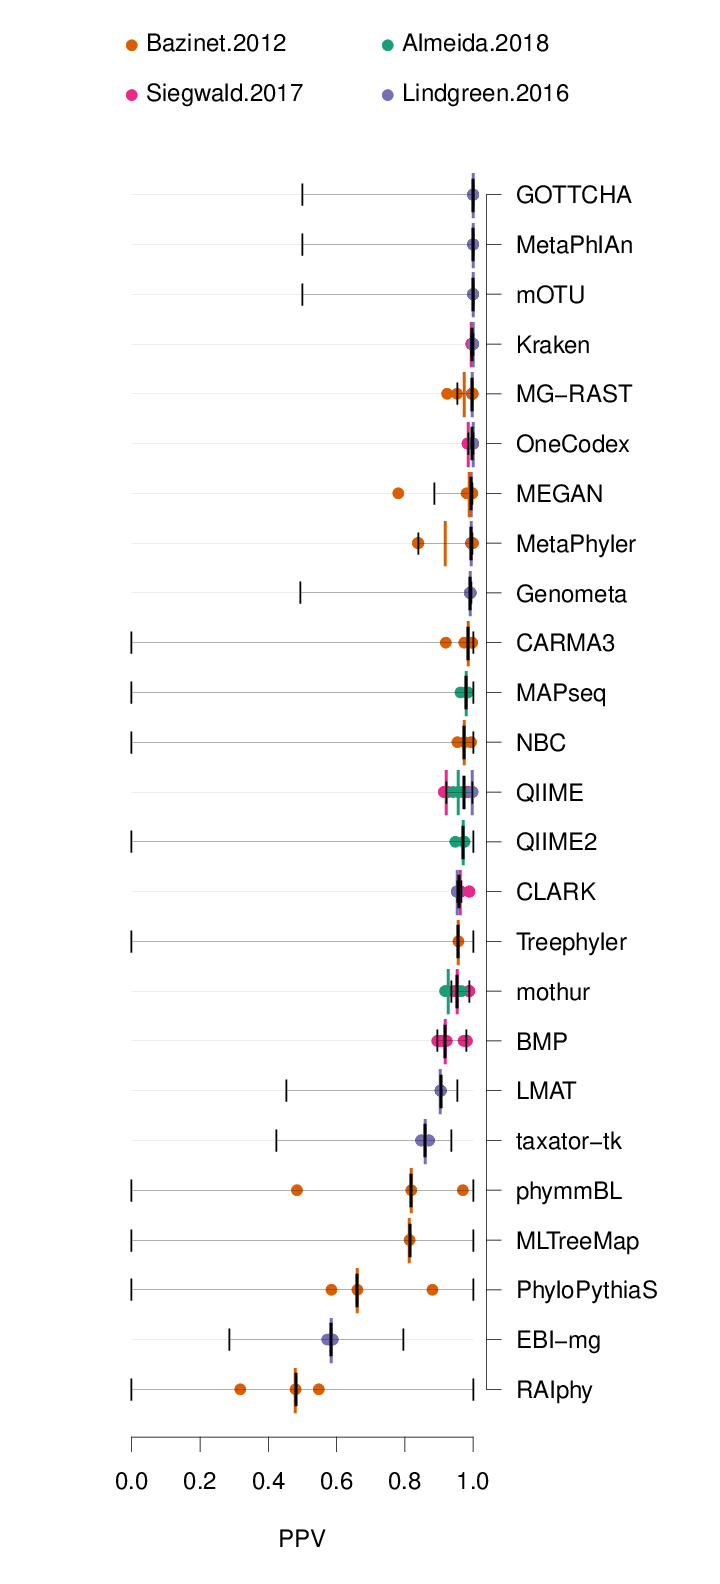 Bazinet.2012 Almeida.2018
Siegwald.2017 Lindgreen.2016
GOTTCHA
MetaPhlAn
mOTU
Kraken
MG−RAST
OneCodex
MEGAN
MetaPhyler
Genometa
CARMA3
MAPseq
NBC
QIIME
QIIME2
CLARK
Treephyler
mothur
BMP
LMAT
taxator−tk
phymmBL
MLTreeMap
PhyloPythiaS
EBI−mg
RAIphy
0.0 0.2 0.4 0.6 0.8 1.0
PPV